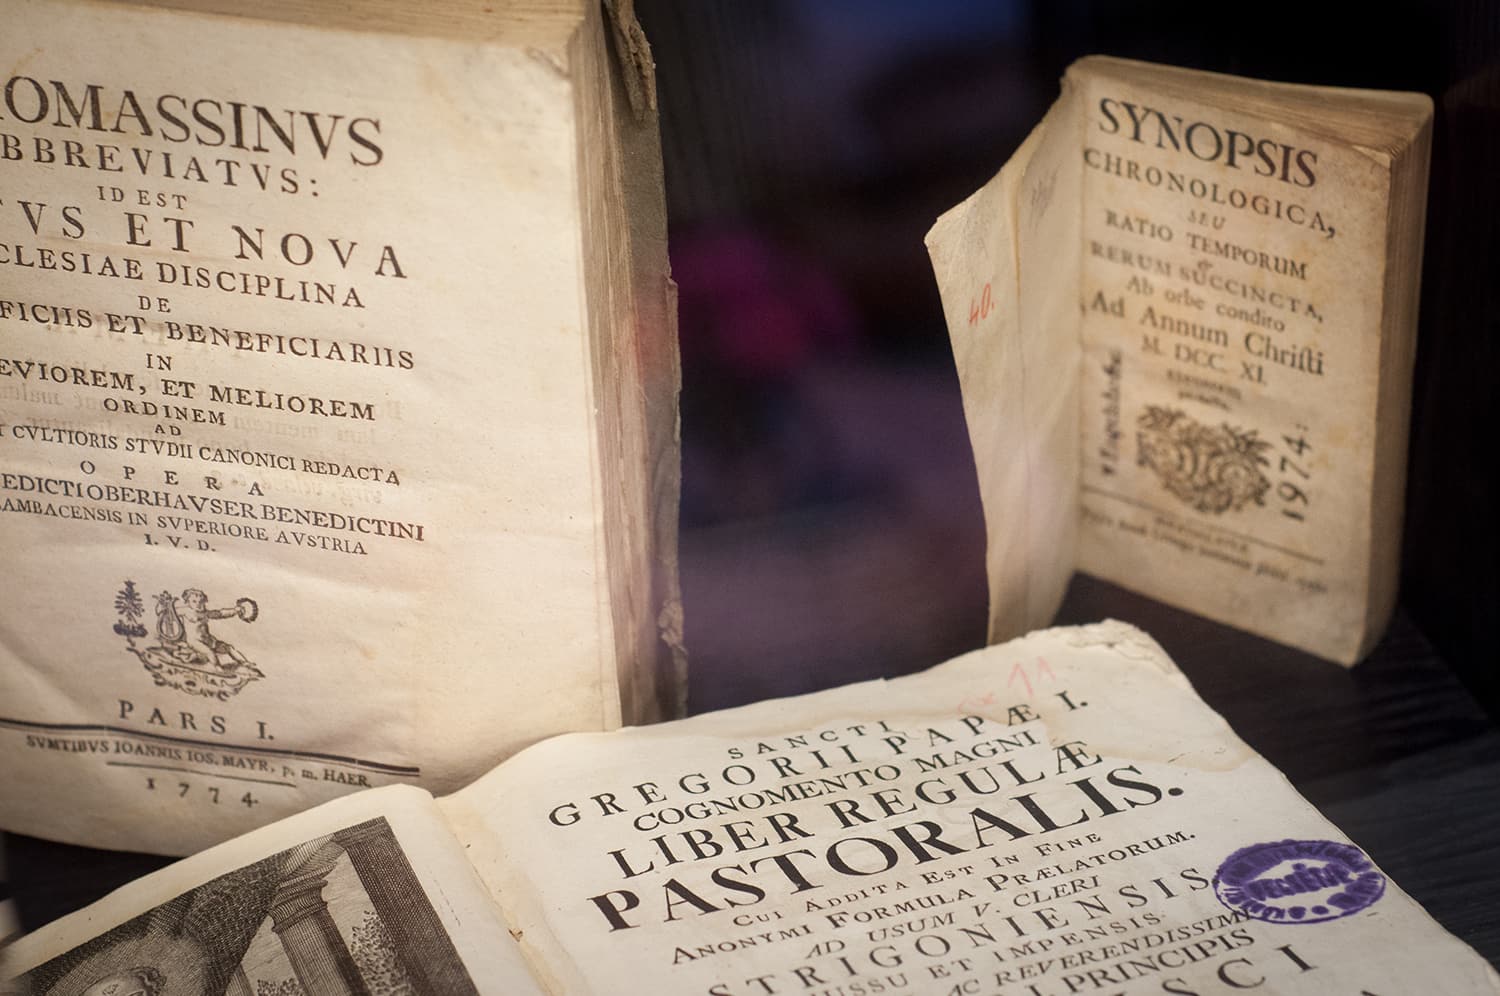 OMASSINVS
BBREVIATVS:
ID EST
VS ET NOVA
CLESIAE DISCIPLINA
DE
FICIIS ET BENEFICIARIIS
IN
EVIOREM, ET MELIOREM
ORDINEM
AD
CVLTIORIS STVDII CANONICI REDACTA
OPERA
EDICTI OBERHAVSER BENEDICTINI
AMBACENSIS IN SVPERIORE AVSTRIA
I. V. D.
PARS I.
SVMTIBVS IOANNIS IOS. MAYR, p. m. HAER.
1774.
SYNOPSIS
CHRONOLOGICA,
SEU
RATIO TEMPORUM
&
RERUM SUCCINCTA,
Ab orbe condito
Ad Annum Chriſti
M. DCC. XI.
1974:
40.
11
SANCTI
GREGORII PAPÆ I.
COGNOMENTO MAGNI
LIBER REGULÆ
PASTORALIS.
CUI ADDITA EST IN FINE
ANONYMI FORMULA PRÆLATORUM.
AD USUM V. CLERI
STRIGONIENSIS
JUSSU ET IMPENSIS
AC REVERENDISSIMI
PRINCIPIS
SCI